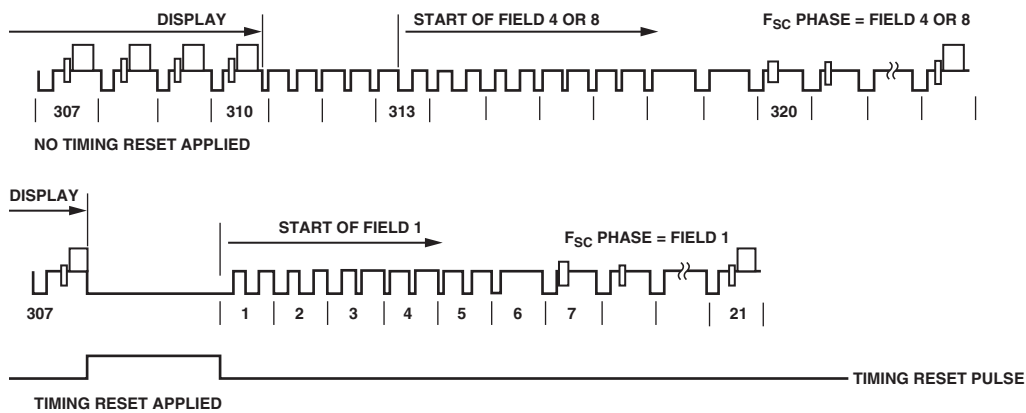 DISPLAY
START OF FIELD 4 OR 8
FSC PHASE = FIELD 4 OR 8
307
310
313
320
NO TIMING RESET APPLIED
DISPLAY
START OF FIELD 1
FSC PHASE = FIELD 1
307
1
2
3
4
5
6
7
21
TIMING RESET PULSE
TIMING RESET APPLIED